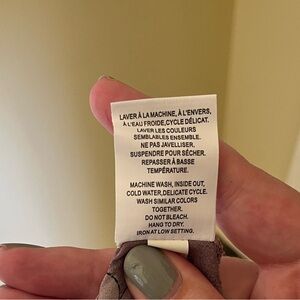 LAVER À LA MACHINE, À L'ENVERS,
À L'EAU FROIDE, CYCLE DÉLICAT.
LAVER LES COULEURS
SEMBLABLES ENSEMBLE.
NE PAS JAVELLISER,
SUSPENDRE POUR SÉCHER.
REPASSER À BASSE
TEMPÉRATURE.
MACHINE WASH, INSIDE OUT,
COLD WATER, DELICATE CYCLE.
WASH SIMILAR COLORS
TOGETHER.
DO NOT BLEACH.
HANG TO DRY.
IRON AT LOW SETTING.